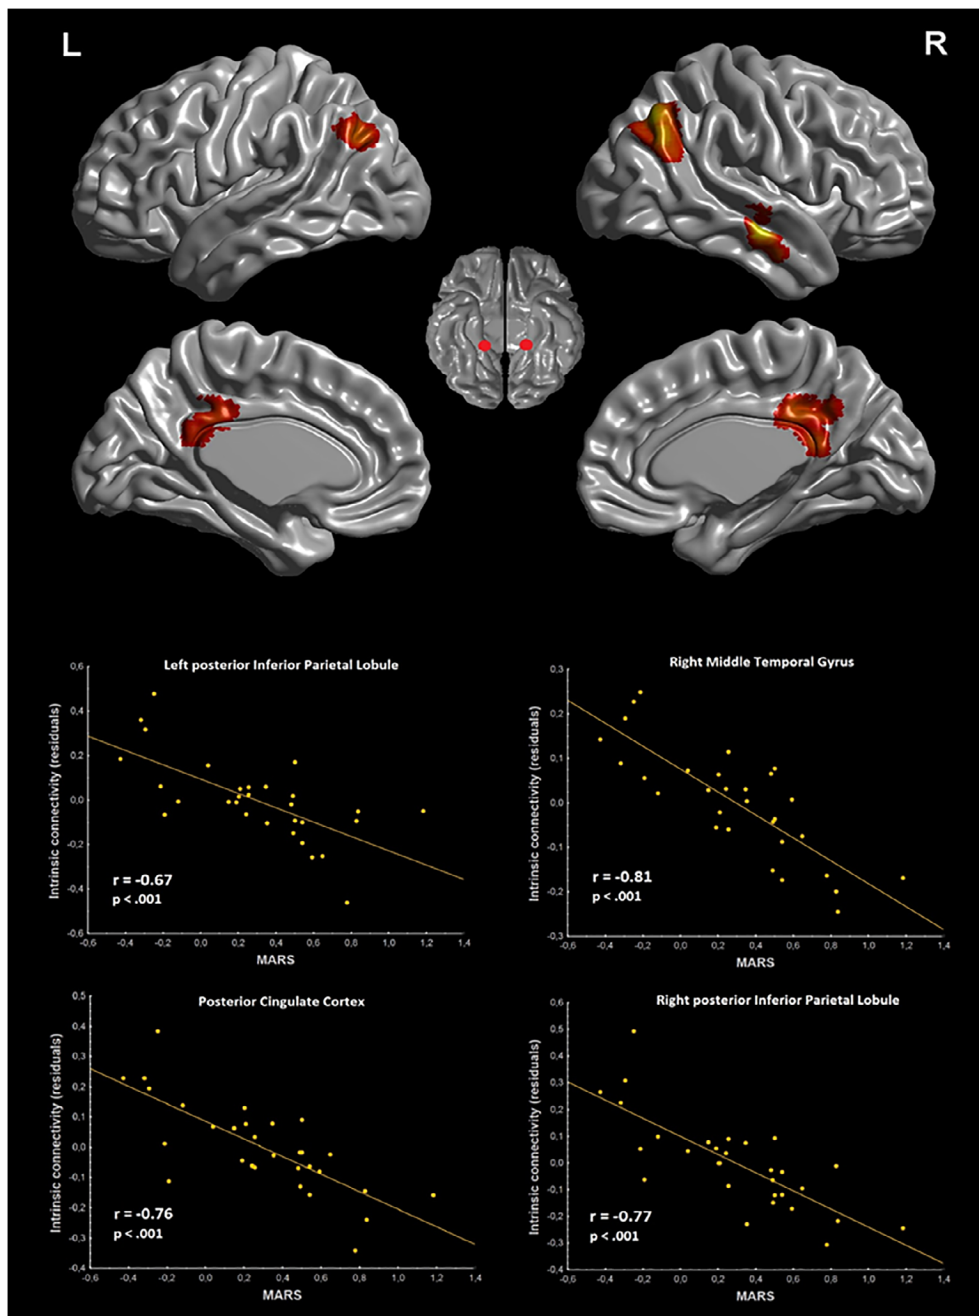 L
R
Left posterior Inferior Parietal Lobule
Intrinsic connectivity (residuals)
0,6
0,4
0,2
0,0
-0,2
-0,4
-0,6
r = -0.67
p < .001
-0,6 -0,4 -0,2 0,0 0,2 0,4 0,6 0,8 1,0 1,2 1,4
MARS
Right Middle Temporal Gyrus
Intrinsic connectivity (residuals)
0,3
0,2
0,1
0,0
-0,1
-0,2
-0,3
r = -0.81
p < .001
-0,6 -0,4 -0,2 0,0 0,2 0,4 0,6 0,8 1,0 1,2 1,4
MARS
Posterior Cingulate Cortex
Intrinsic connectivity (residuals)
0,5
0,4
0,3
0,2
0,1
0,0
-0,1
-0,2
-0,3
-0,4
r = -0.76
p < .001
-0,6 -0,4 -0,2 0,0 0,2 0,4 0,6 0,8 1,0 1,2 1,4
MARS
Right posterior Inferior Parietal Lobule
Intrinsic connectivity (residuals)
0,6
0,5
0,4
0,3
0,2
0,1
0,0
-0,1
-0,2
-0,3
-0,4
r = -0.77
p < .001
-0,6 -0,4 -0,2 0,0 0,2 0,4 0,6 0,8 1,0 1,2 1,4
MARS